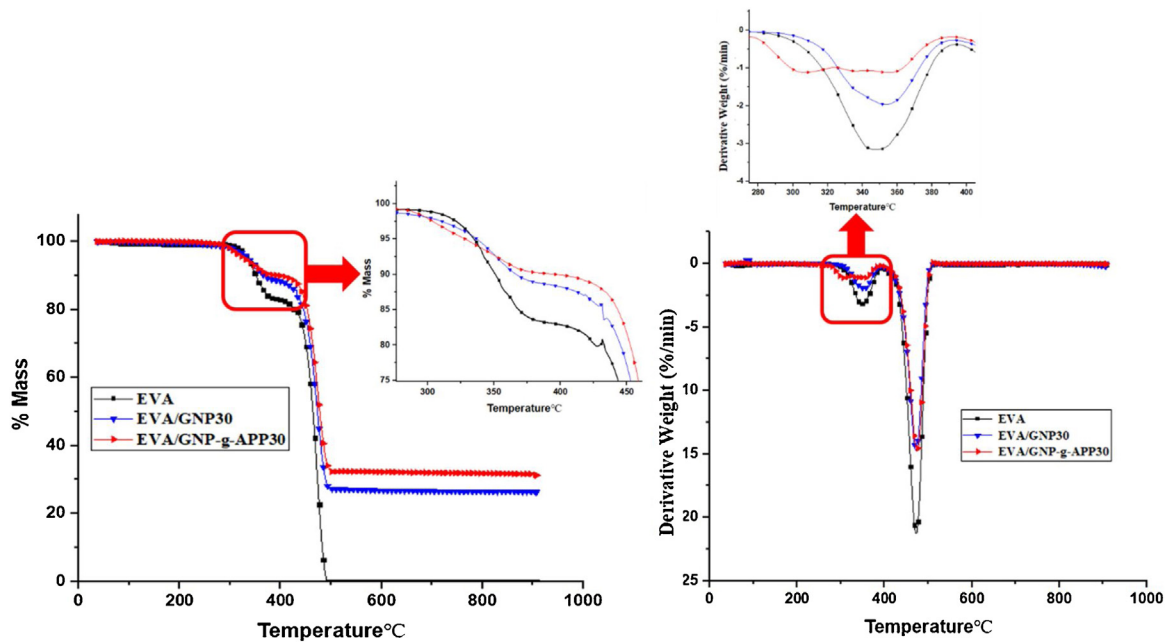 % Mass
100
80
60
40
20
0
0 200 400 600 800 1000
Temperature°C
EVA
EVA/GNP30
EVA/GNP-g-APP30
% Mass
100
95
90
85
80
75
300 350 400 450
Temperature°C
Derivative Weight (%/min)
0
-1
-2
-3
-4
280 300 320 340 360 380 400
Temperature°C
Derivative Weight (%/min)
0
5
10
15
20
25
0 200 400 600 800 1000
Temperature°C
EVA
EVA/GNP30
EVA/GNP-g-APP30